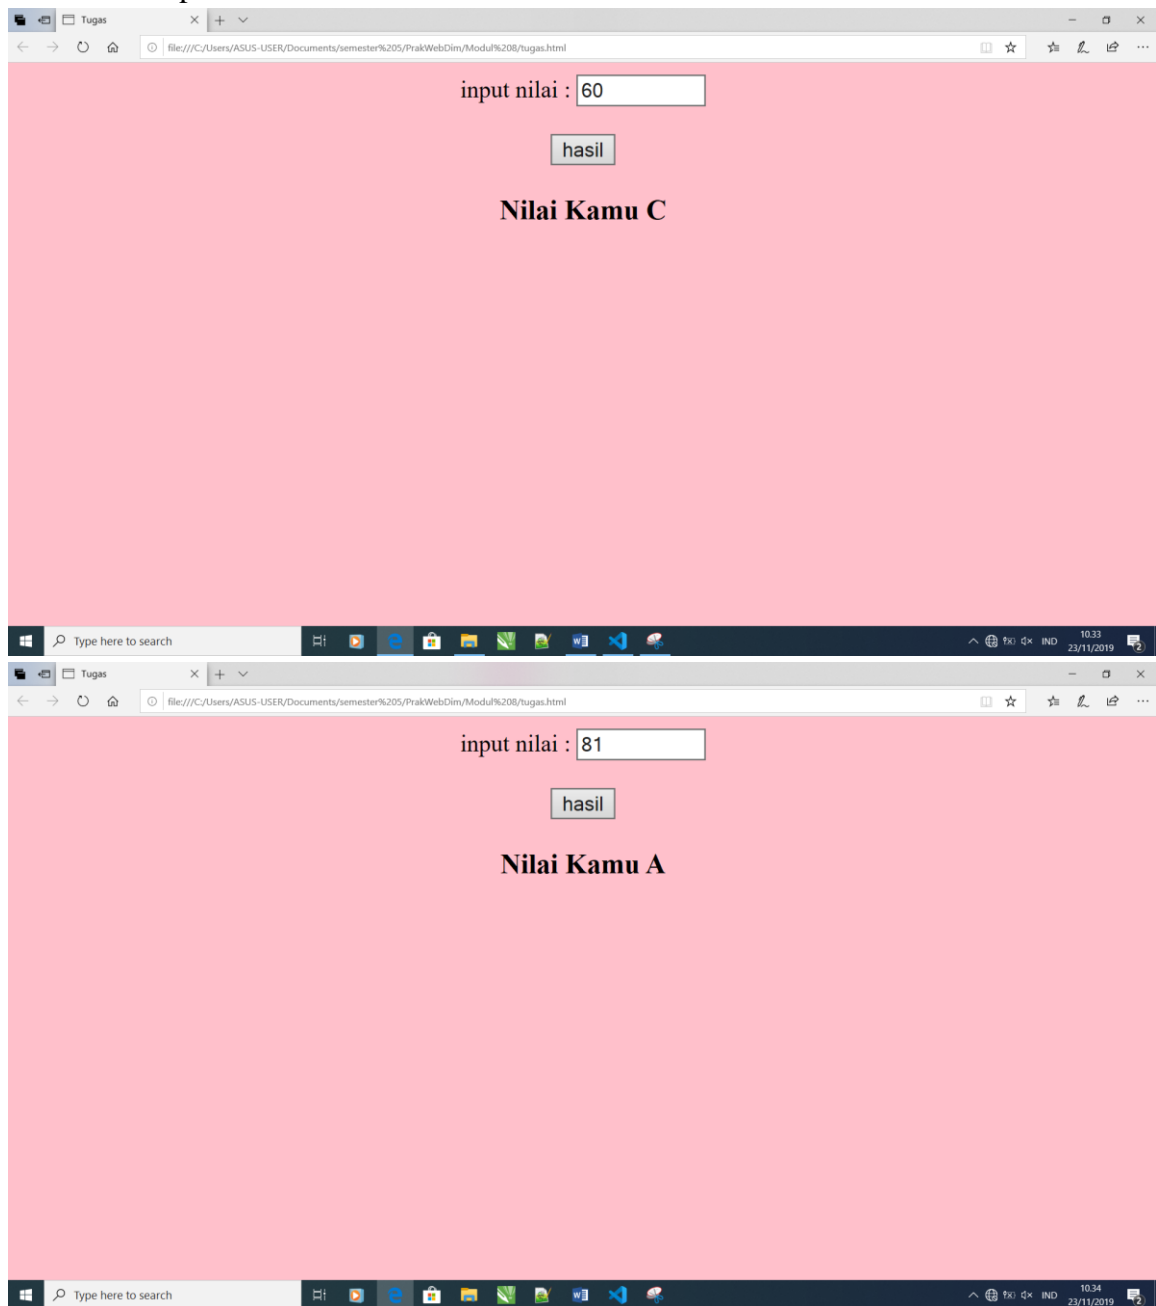 Tugas
file:///C:/Users/ASUS-USER/Documents/semester%205/PrakWebDim/Modul%208/tugas.html
input nilai : 60
hasil
Nilai Kamu C
Type here to search
IND
10.33
23/11/2019
2
Tugas
file:///C:/Users/ASUS-USER/Documents/semester%205/PrakWebDim/Modul%208/tugas.html
input nilai : 81
hasil
Nilai Kamu A
Type here to search
IND
10.34
23/11/2019
2